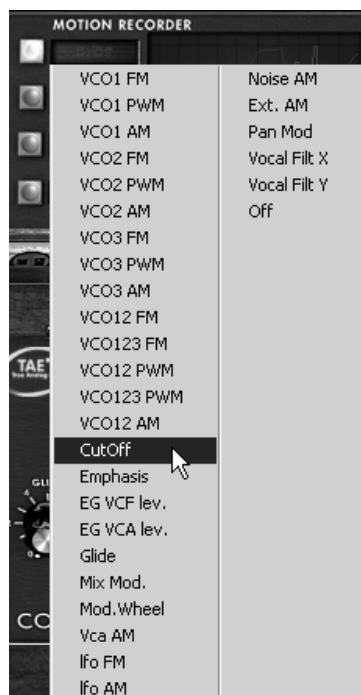 MOTION RECORDER
VCO1 FM
VCO1 PWM
VCO1 AM
VCO2 FM
VCO2 PWM
VCO2 AM
VCO3 FM
VCO3 PWM
VCO3 AM
VCO12 FM
VCO123 FM
VCO12 PWM
VCO123 PWM
VCO12 AM
CutOff
Emphasis
EG VCF lev.
EG VCA lev.
Glide
Mix Mod.
Mod.Wheel
Vca AM
lfo FM
lfo AM
Noise AM
Ext. AM
Pan Mod
Vocal Filt X
Vocal Filt Y
Off
TAE
GLI
CO